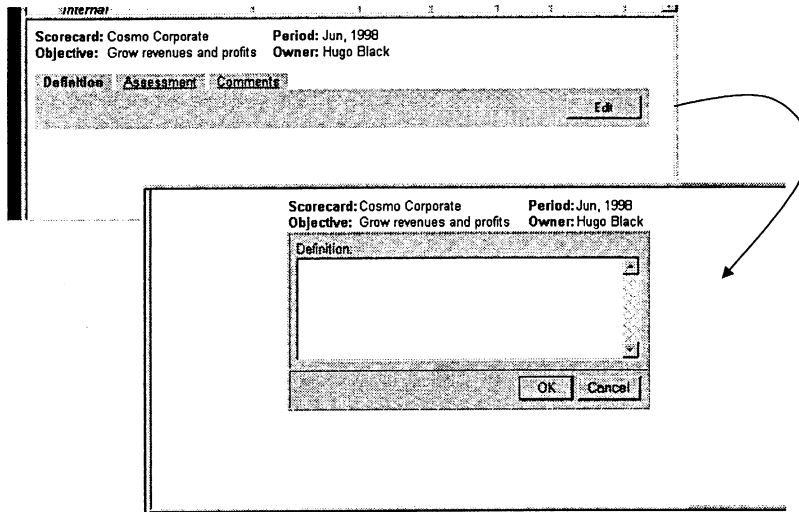 Internal
Scorecard: Cosmo Corporate Period: Jun, 1998
Objective: Grow revenues and profits Owner: Hugo Black
Definition Assessment Comments
Edit
Scorecard: Cosmo Corporate Period: Jun, 1998
Objective: Grow revenues and profits Owner: Hugo Black
Definition:
OK Cancel